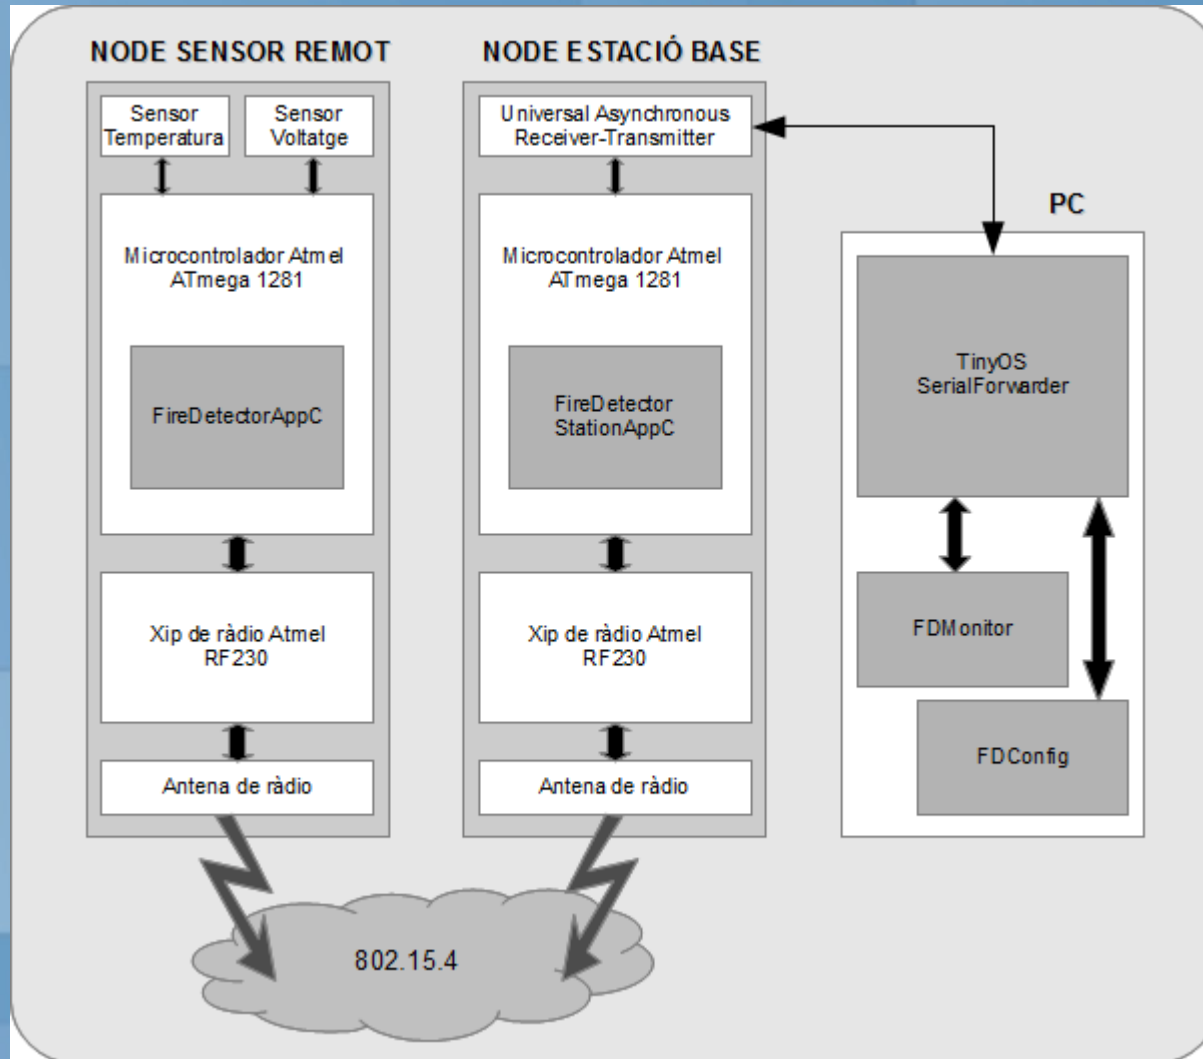 NODE SENSOR REMOT
Sensor
Temperatura
Sensor
Voltatge
Microcontrolador Atmel
ATmega 1281
FireDetectorAppC
Xip de ràdio Atmel
RF230
Antena de ràdio
NODE ESTACIÓ BASE
Universal Asynchronous
Receiver-Transmitter
Microcontrolador Atmel
ATmega 1281
FireDetector
StationAppC
Xip de ràdio Atmel
RF230
Antena de ràdio
PC
TinyOS
SerialForwarder
FDMonitor
FDConfig
802.15.4